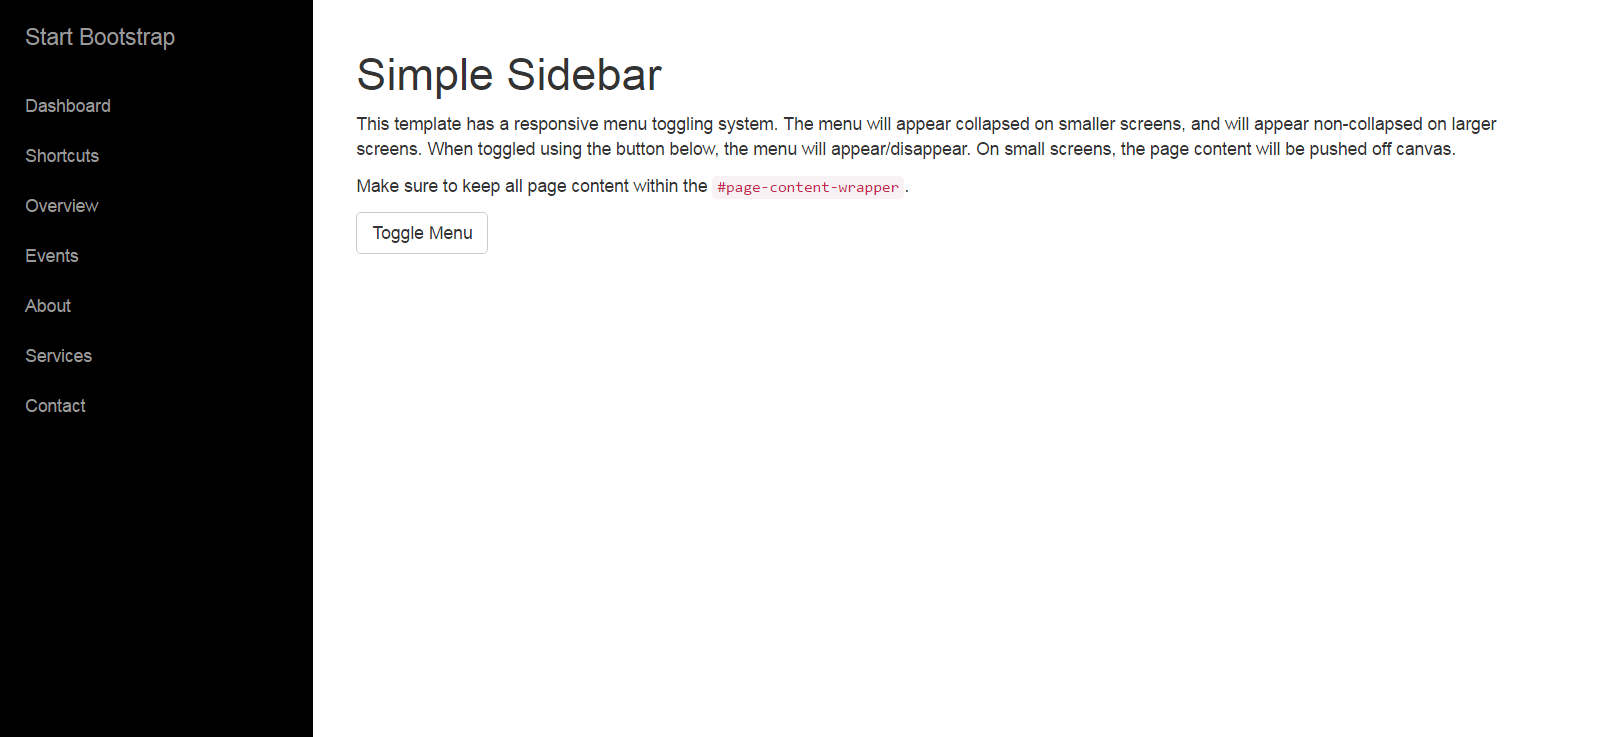 Start Bootstrap
Dashboard
Shortcuts
Overview
Events
About
Services
Contact
Simple Sidebar
This template has a responsive menu toggling system. The menu will appear collapsed on smaller screens, and will appear non-collapsed on larger
screens. When toggled using the button below, the menu will appear/disappear. On small screens, the page content will be pushed off canvas.
Make sure to keep all page content within the #page-content-wrapper.
Toggle Menu